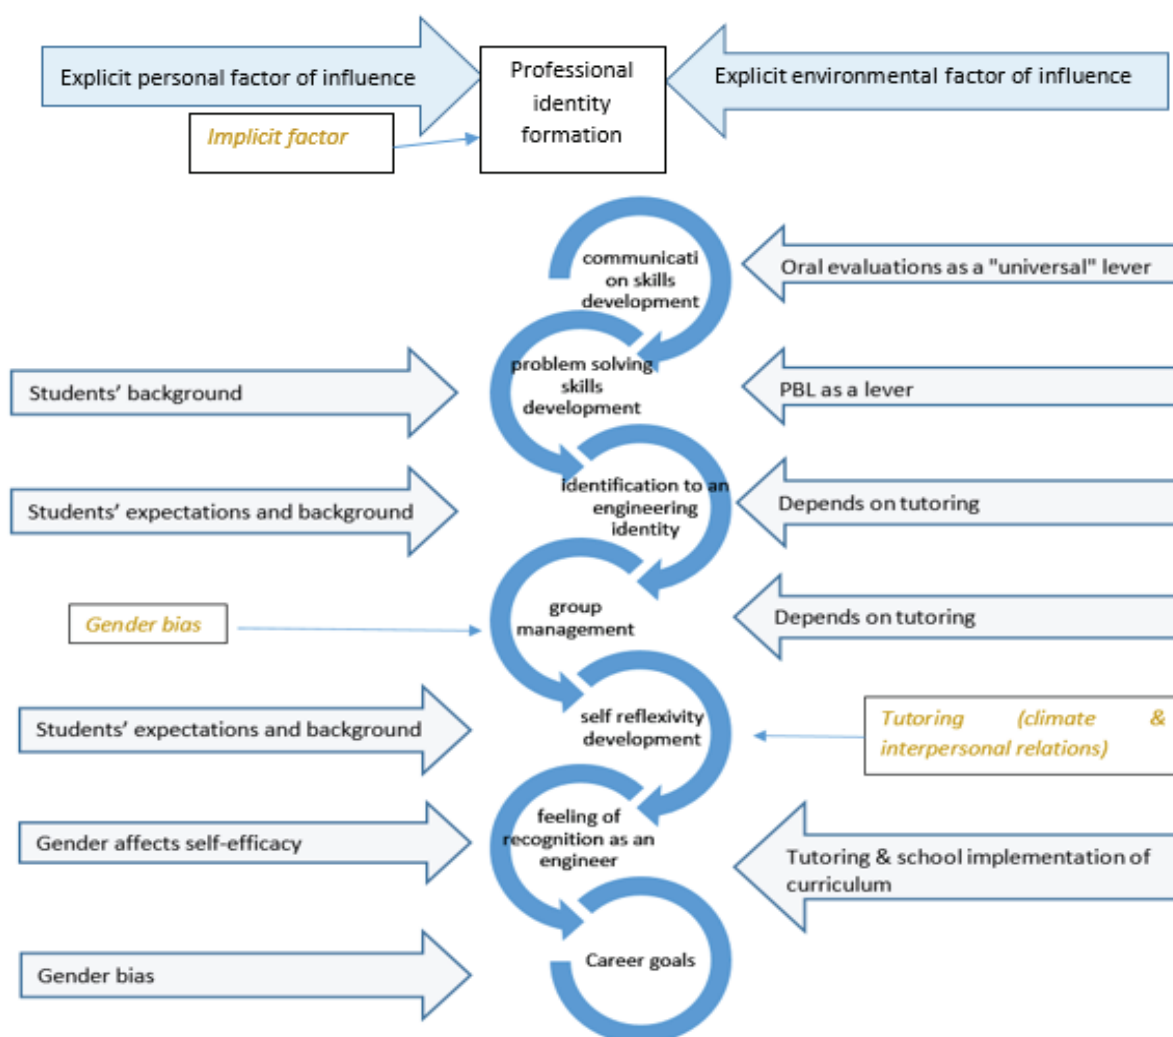 Explicit personal factor of influence
Professional
identity
formation
Explicit environmental factor of influence
Implicit factor
communicati
on skills
development
Oral evaluations as a "universal" lever
Students’ background
problem solving
skills
development
PBL as a lever
Students’ expectations and background
identification to an
engineering
identity
Depends on tutoring
Gender bias
group
management
Depends on tutoring
Students’ expectations and background
self reflexivity
development
Tutoring (climate &
interpersonal relations)
Gender affects self-efficacy
feeling of
recognition as an
engineer
Tutoring & school implementation of
curriculum
Gender bias
Career goals